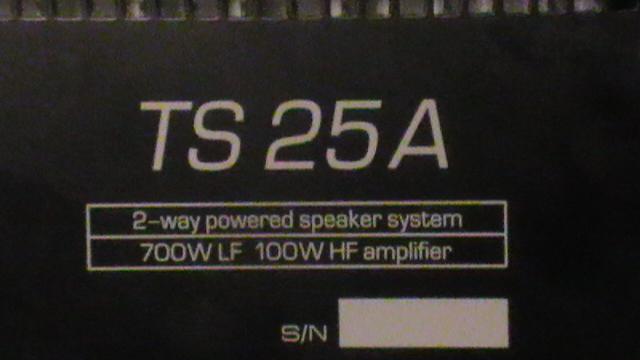 TS 25A
2-way powered speaker system
700W LF 100W HF amplifier
S/N